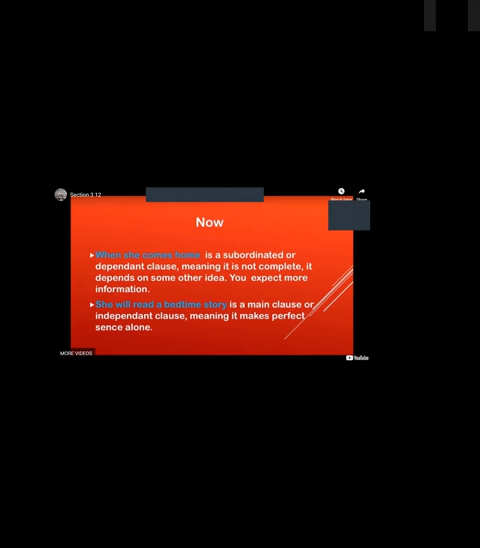 Section 3.12
Share
Now
When she comes home is a subordinated or
dependant clause, meaning it is not complete, it
depends on some other idea. You expect more
information.
She will read a bedtime story is a main clause or
independant clause, meaning it makes perfect
sence alone.
MORE VIDEOS
YouTube